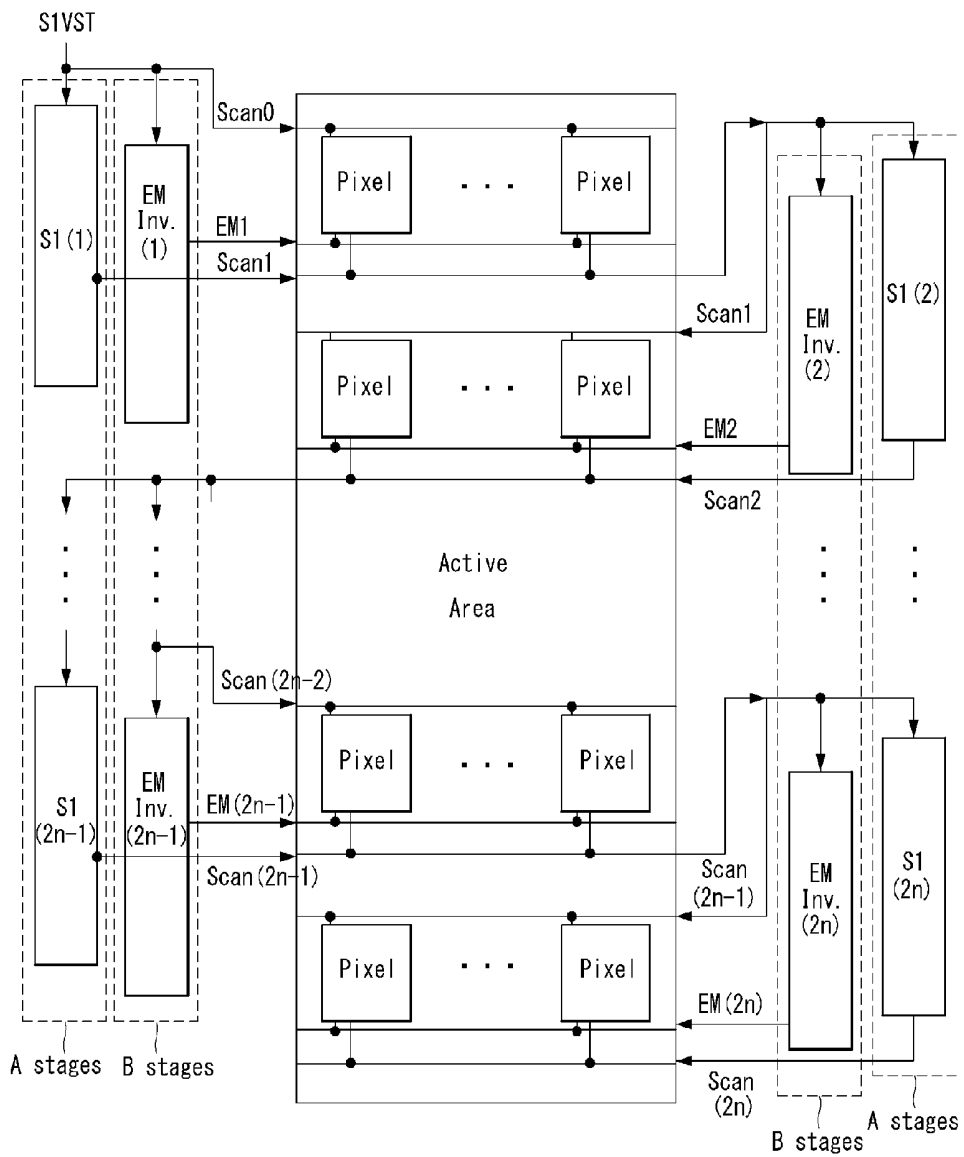 S1VST
Scan0
Pixel
. . .
Pixel
S1(1)
EM
Inv.
(1)
EM1
Scan1
S1(2)
EM
Inv.
(2)
Scan1
Pixel
. . .
Pixel
EM2
Scan2
Active
Area
Scan(2n-2)
Pixel
. . .
Pixel
S1
(2n-1)
EM
Inv.
(2n-1)
EM(2n-1)
Scan(2n-1)
Scan
(2n-1)
EM
Inv.
(2n)
S1
(2n)
Pixel
. . .
Pixel
EM(2n)
Scan
(2n)
A stages
B stages
B stages
A stages